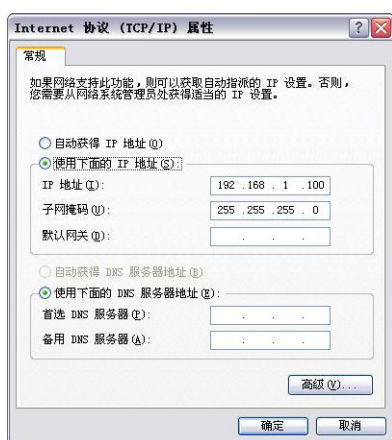 Internet 协议 (TCP/IP) 属性
常规
如果网络支持此功能，则可以获取自动指派的 IP 设置。否则，
您需要从网络系统管理员处获得适当的 IP 设置。
自动获得 IP 地址(O)
使用下面的 IP 地址(S):
IP 地址(I): 192 .168 . 1 .100
子网掩码(U): 255 .255 .255 . 0
默认网关(D): . . .
自动获得 DNS 服务器地址(B)
使用下面的 DNS 服务器地址(E):
首选 DNS 服务器(P): . . .
备用 DNS 服务器(A): . . .
高级(V)...
确定 取消